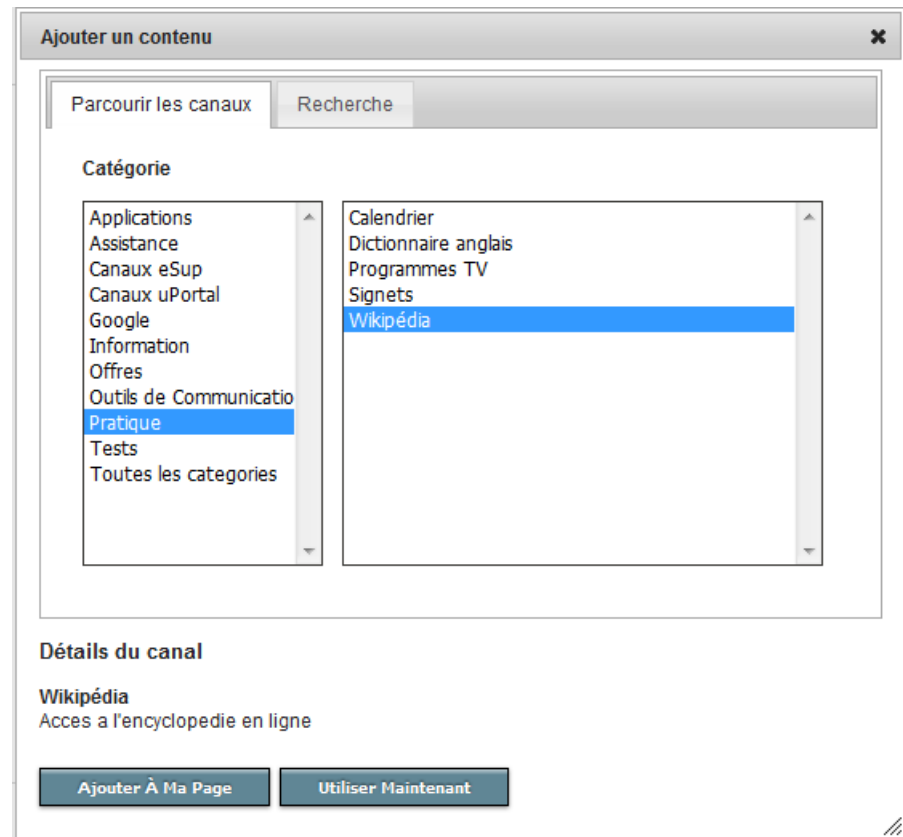 Ajouter un contenu
Parcourir les canaux
Recherche
Catégorie
Applications
Assistance
Canaux eSup
Canaux uPortal
Google
Information
Offres
Outils de Communicatio
Pratique
Tests
Toutes les categories
Calendrier
Dictionnaire anglais
Programmes TV
Signets
Wikipédia
Détails du canal
Wikipédia
Acces a l'encyclopedie en ligne
Ajouter À Ma Page
Utiliser Maintenant